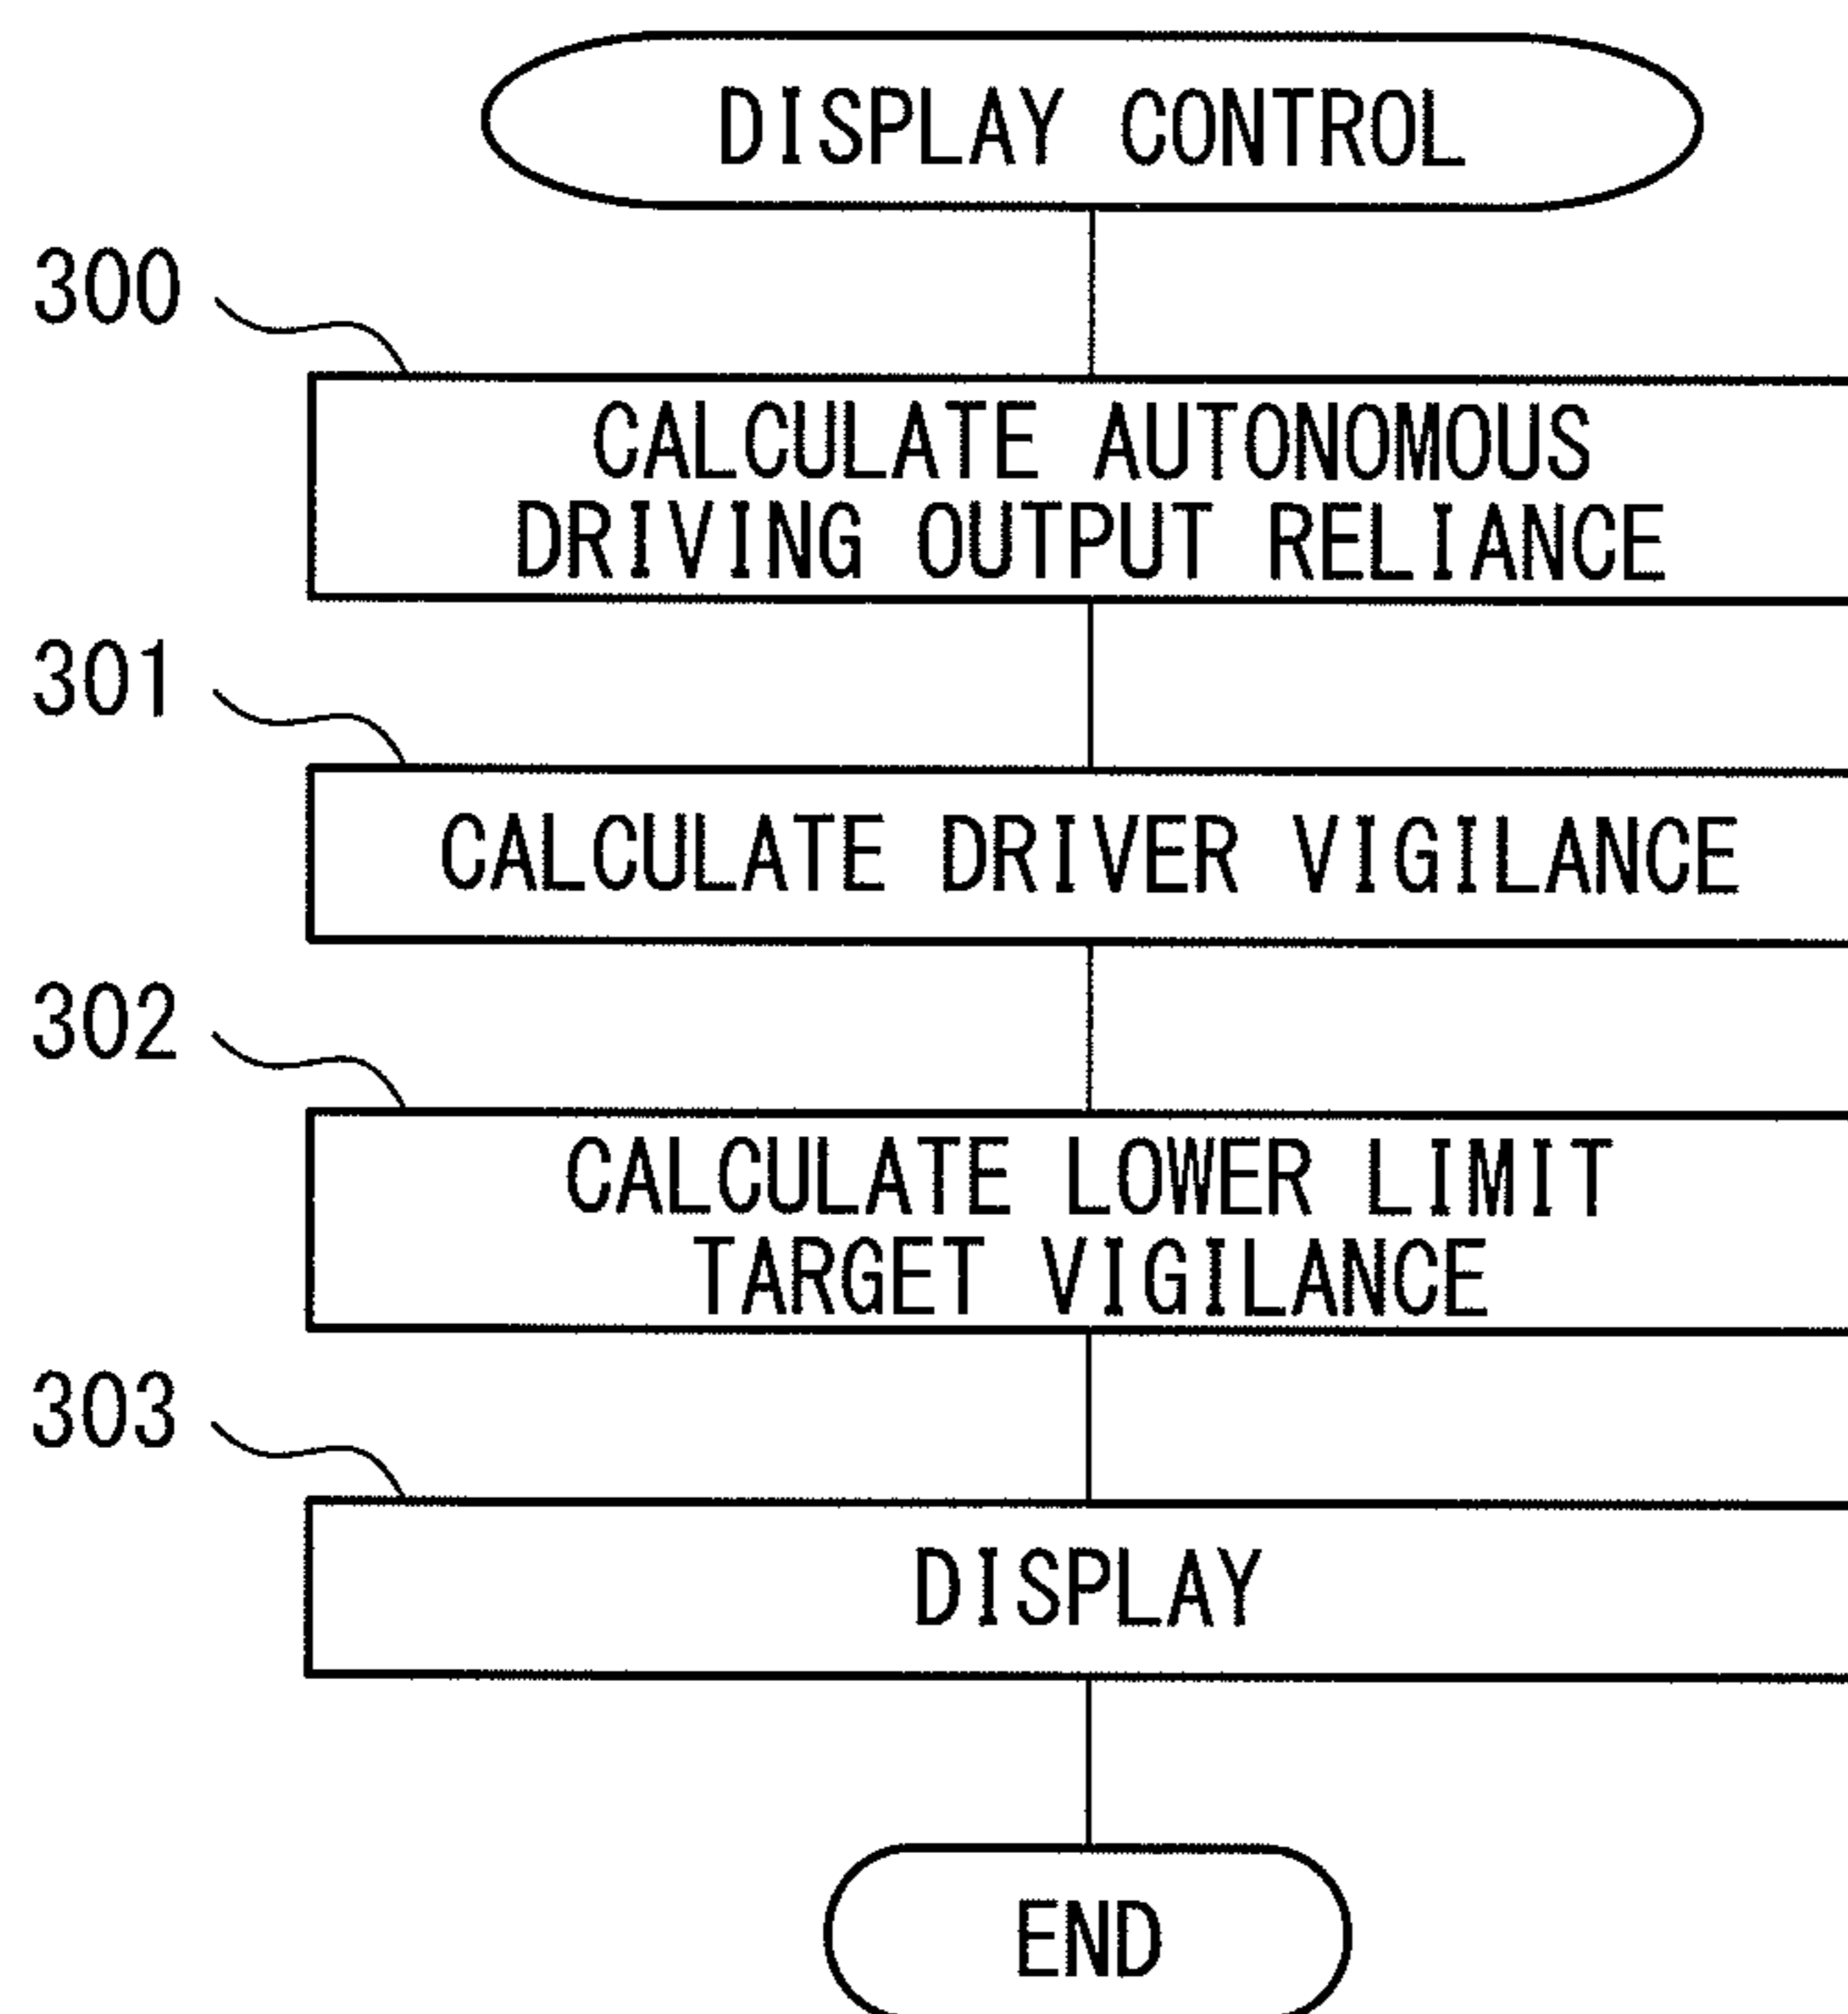 DISPLAY CONTROL
300
CALCULATE AUTONOMOUS
DRIVING OUTPUT RELIANCE
301
CALCULATE DRIVER VIGILANCE
302
CALCULATE LOWER LIMIT
TARGET VIGILANCE
303
DISPLAY
END